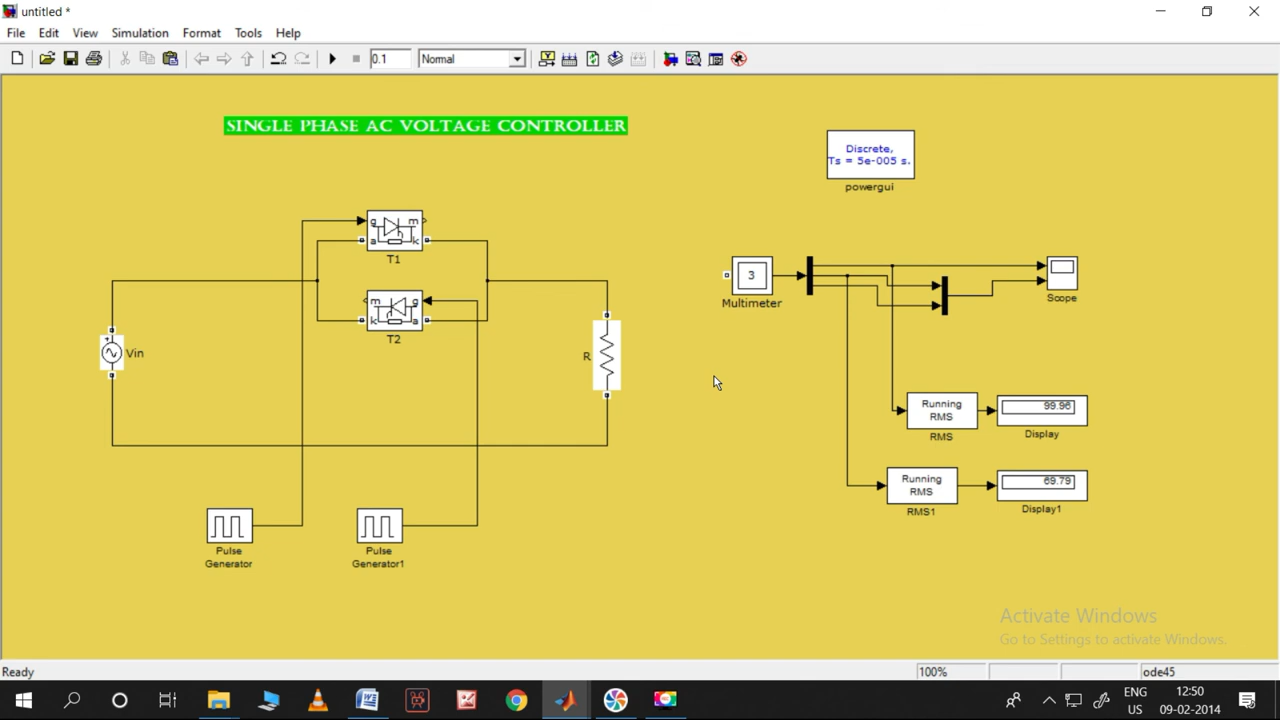 untitled *
File Edit View Simulation Format Tools Help
0.1 Normal
SINGLE PHASE AC VOLTAGE CONTROLLER
Discrete,
Ts = 5e-005 s.
powergui
g m
a k
T1
m g
k a
T2
+
Vin
R
3
Multimeter
Scope
Running
RMS
RMS
99.96
Display
Running
RMS
RMS1
69.79
Display1
Pulse
Generator
Pulse
Generator1
Activate Windows
Go to Settings to activate Windows.
Ready 100% ode45
ENG
US
12:50
09-02-2014